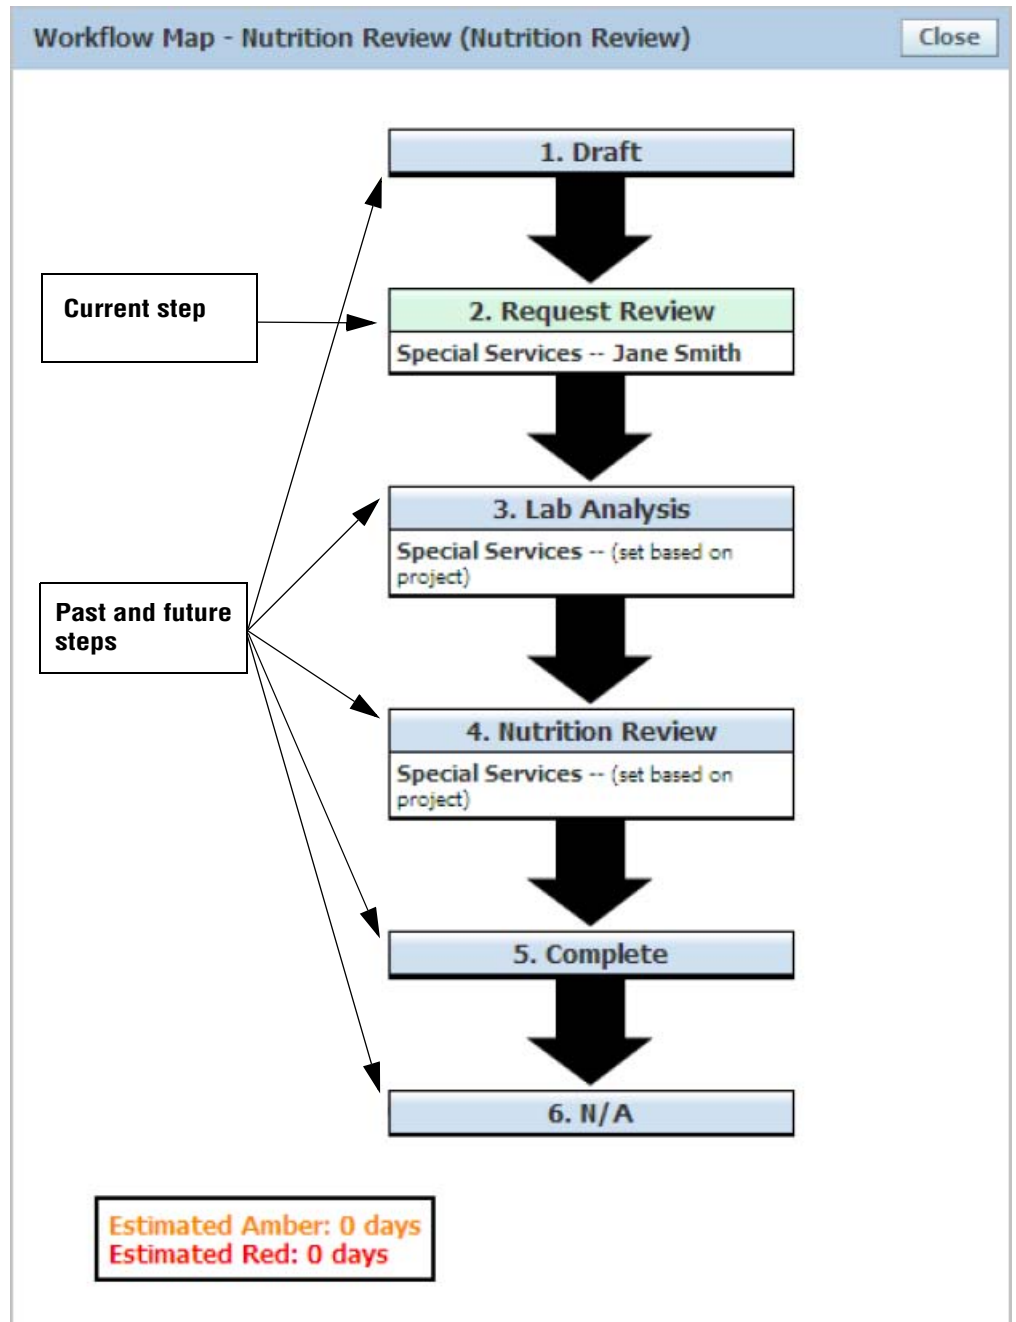 Workflow Map - Nutrition Review (Nutrition Review)
Close
1. Draft
Current step
2. Request Review
Special Services -- Jane Smith
3. Lab Analysis
Special Services -- (set based on
project)
Past and future
steps
4. Nutrition Review
Special Services -- (set based on
project)
5. Complete
6. N/A
Estimated Amber: 0 days
Estimated Red: 0 days